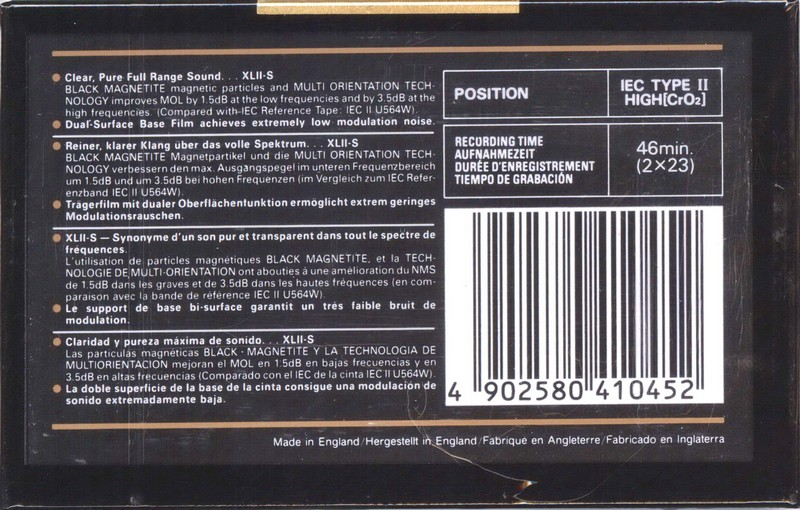 Clear, Pure Full Range Sound. . . XLII-S
BLACK MAGNETITE magnetic particles and MULTI ORIENTATION TECH-
NOLOGY improves MOL by 1.5dB at the low frequencies and by 3.5dB at the
high frequencies. (Compared with IEC Reference Tape: IEC II U564W).
Dual-Surface Base Film achieves extremely low modulation noise.
Reiner, klarer Klang über das volle Spektrum. . . XLII-S
BLACK MAGNETITE Magnetpartikel und die MULTI ORIENTATION TECH-
NOLOGY verbessern den max. Ausgangspegel im unteren Frequenzbereich
um 1.5dB und um 3.5dB bei hohen Frequenzen (im Vergleich zum IEC Refer-
enzband IEC II U564W).
Trägerfilm mit dualer Oberflächenfunktion ermöglicht extrem geringes
Modulationsrauschen.
XLII-S — Synonyme d'un son pur et transparent dans tout le spectre de
fréquences.
L'utilisation de particles magnétiques BLACK MAGNETITE, et la TECH-
NOLOGIE DE MULTI-ORIENTATION ont abouties à une amélioration du NMS
de 1.5dB dans les graves et de 3.5dB dans les hautes fréquences (en com-
paraison avec la bande de référence IEC II U564W).
Le support de base bi-surface garantit un trés faible bruit de
modulation.
Claridad y pureza máxima de sonido. . . XLII-S
Las particulas magnéticas BLACK - MAGNETITE Y LA TECHNOLOGIA DE
MULTIORIENTACION mejoran el MOL en 1.5dB en bajas frecuencias y en
3.5dB en altas frecuencias (Comparado con el IEC de la cinta IEC II U564W).
La doble superficie de la base de la cinta consigue una modulación de
sonido extremadamente baja.
POSITION
IEC TYPE II
HIGH[CrO₂]
RECORDING TIME
AUFNAHMEZEIT
DURÉE D'ENREGISTREMENT
TIEMPO DE GRABACIÓN
46min.
(2×23)
4 902580 410452
Made in England/Hergestellt in England/Fabriqué en Angleterre/Fabricado en Inglaterra